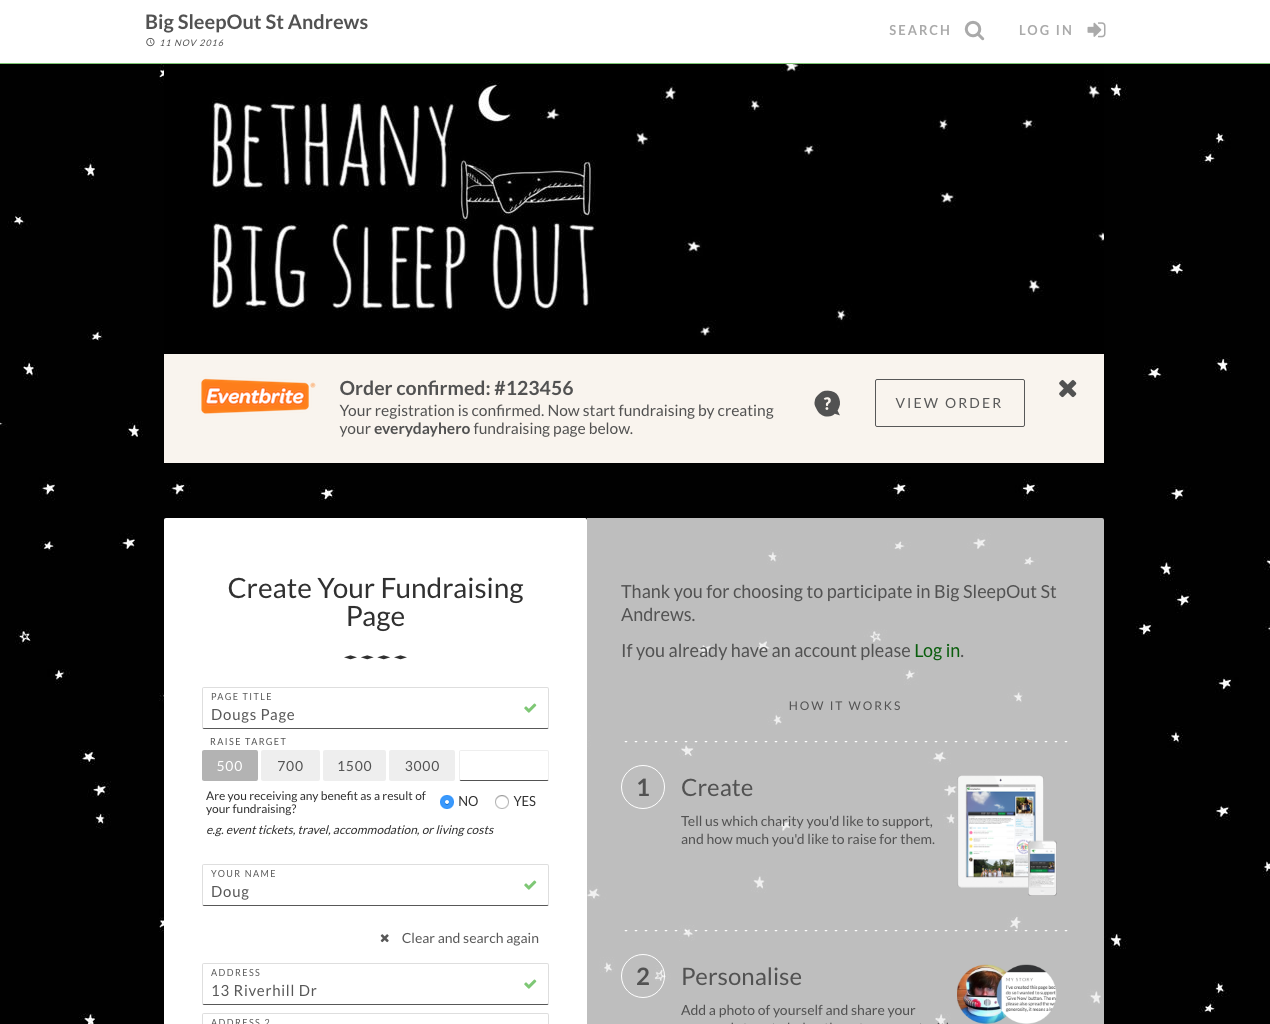 Big SleepOut St Andrews
11 NOV 2016
SEARCH
LOG IN
BETHANY
BIG SLEEP OUT
Eventbrite
Order confirmed: #123456
Your registration is confirmed. Now start fundraising by creating
your everydayhero fundraising page below.
?
VIEW ORDER
Create Your Fundraising
Page
PAGE TITLE
Dougs Page
RAISE TARGET
500 700 1500 3000
Are you receiving any benefit as a result of
your fundraising?
NO YES
e.g. event tickets, travel, accommodation, or living costs
YOUR NAME
Doug
Clear and search again
ADDRESS
13 Riverhill Dr
ADDRESS 2
Thank you for choosing to participate in Big SleepOut St
Andrews.
If you already have an account please Log in.
HOW IT WORKS
1 Create
Tell us which charity you'd like to support,
and how much you'd like to raise for them.
2 Personalise
Add a photo of yourself and share your
MY STORY